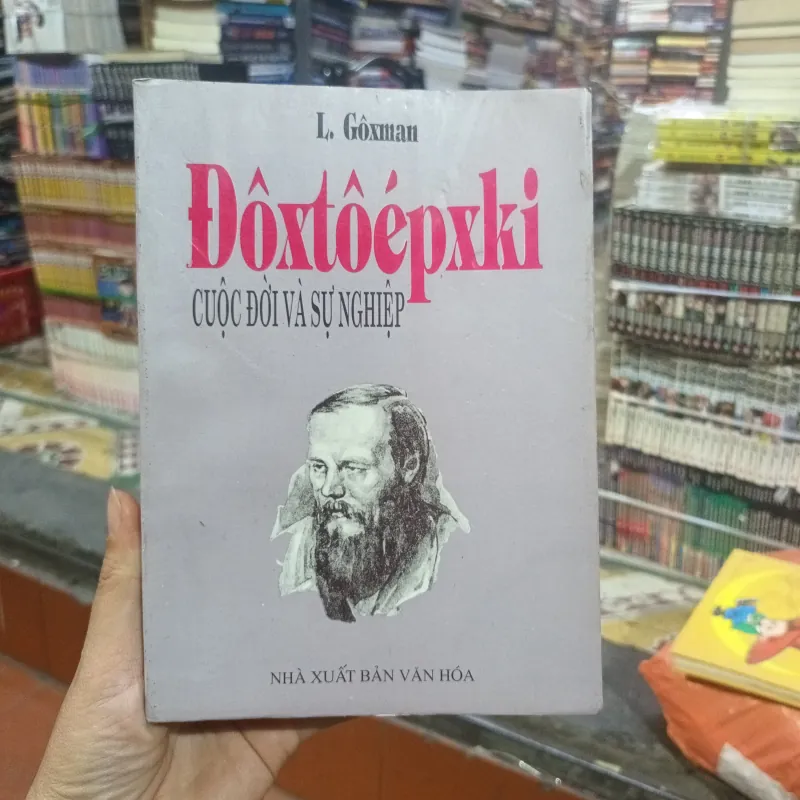 L. Gôxman
Đôxtôépxki
CUỘC ĐỜI VÀ SỰ NGHIỆP
NHÀ XUẤT BẢN VĂN HÓA